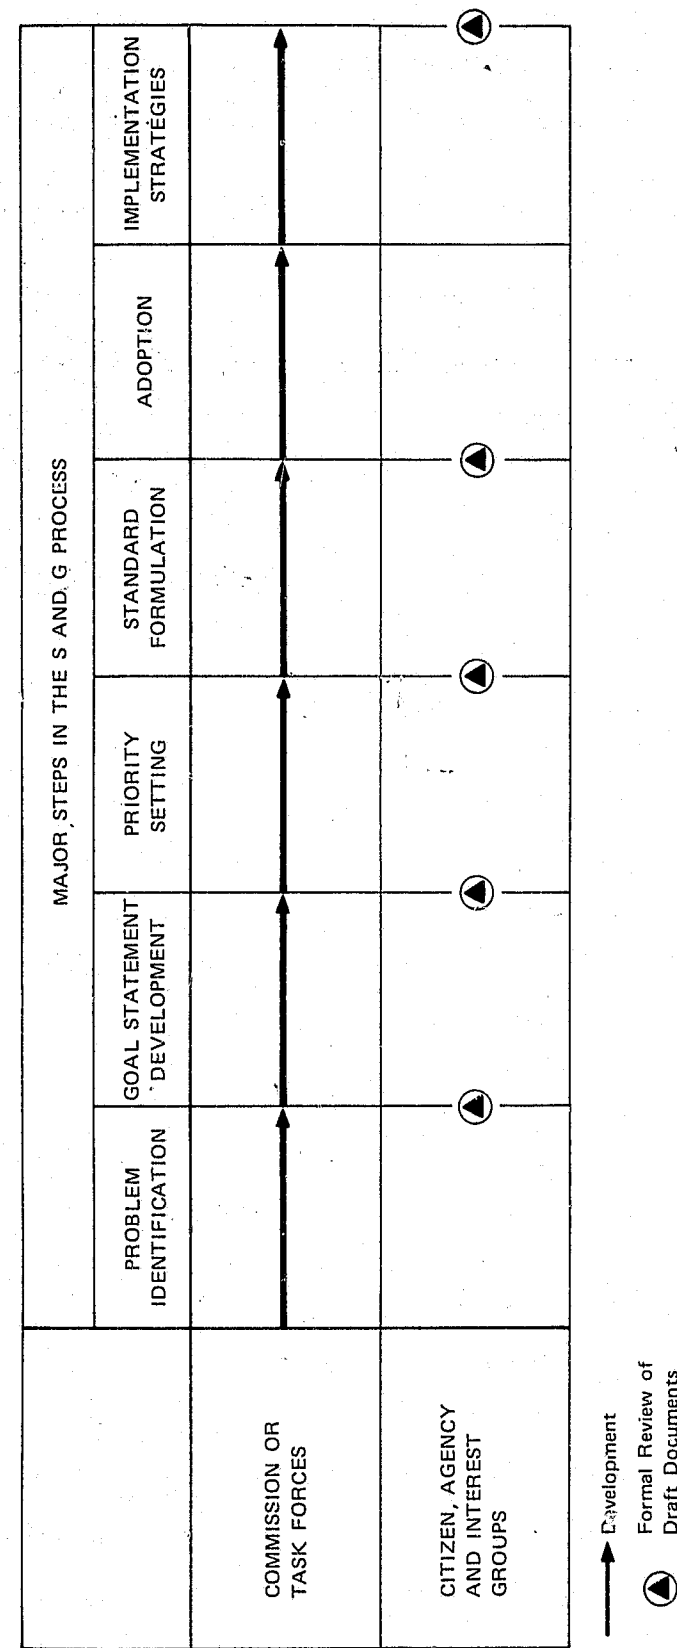 MAJOR STEPS IN THE S AND G PROCESS
PROBLEM
IDENTIFICATION
GOAL STATEMENT
DEVELOPMENT
PRIORITY
SETTING
STANDARD
FORMULATION
ADOPTION
IMPLEMENTATION
STRATEGIES
COMMISSION OR
TASK FORCES
CITIZEN, AGENCY
AND INTEREST
GROUPS
Development
Formal Review of
Draft Documents